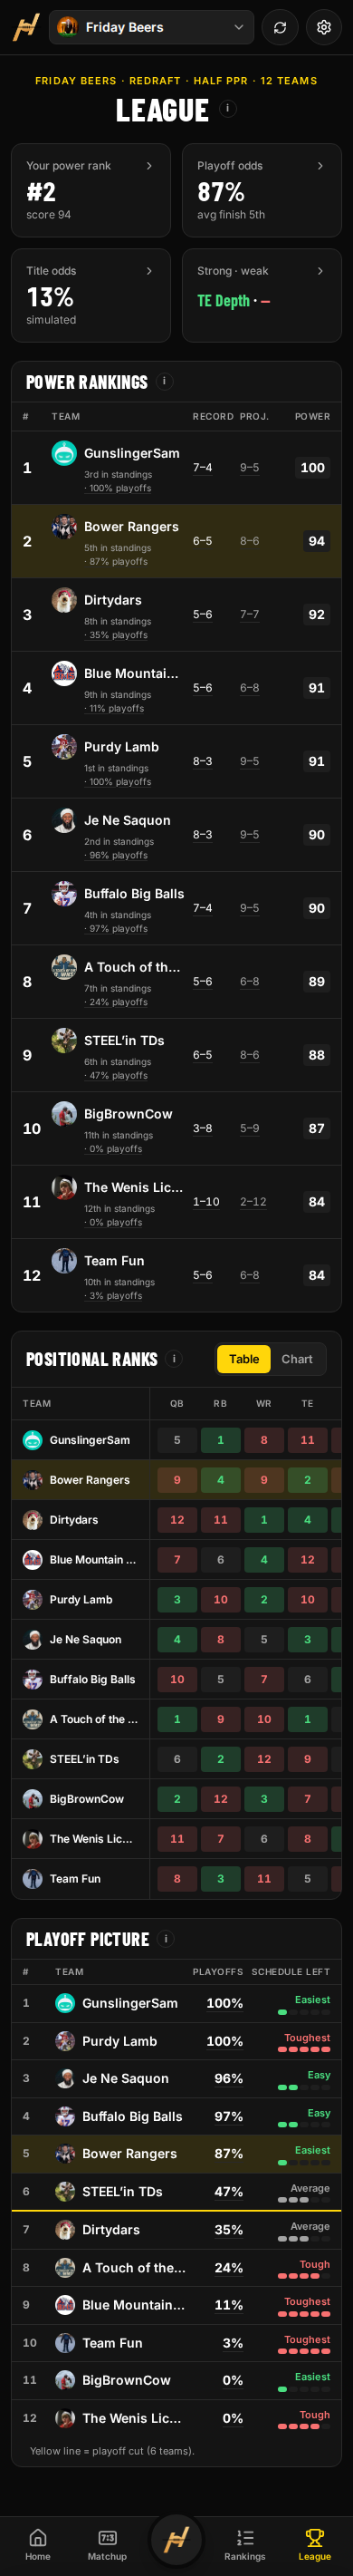 Friday Beers
FRIDAY BEERS · REDRAFT · HALF PPR · 12 TEAMS
LEAGUE i
Your power rank
#2
score 94
Playoff odds
87%
avg finish 5th
Title odds
13%
simulated
Strong · weak
TE Depth · —
POWER RANKINGS i
# TEAM RECORD PROJ. POWER
1 GunslingerSam 7–4 9–5 100
3rd in standings
· 100% playoffs
2 Bower Rangers 6–5 8–6 94
5th in standings
· 87% playoffs
3 Dirtydars 5–6 7–7 92
8th in standings
· 35% playoffs
4 Blue Mountai... 5–6 6–8 91
9th in standings
· 11% playoffs
5 Purdy Lamb 8–3 9–5 91
1st in standings
· 100% playoffs
6 Je Ne Saquon 8–3 9–5 90
2nd in standings
· 96% playoffs
7 Buffalo Big Balls 7–4 9–5 90
4th in standings
· 97% playoffs
8 A Touch of th... 5–6 6–8 89
7th in standings
· 24% playoffs
9 STEEL’in TDs 6–5 8–6 88
6th in standings
· 47% playoffs
10 BigBrownCow 3–8 5–9 87
11th in standings
· 0% playoffs
11 The Wenis Lic... 1–10 2–12 84
12th in standings
· 0% playoffs
12 Team Fun 5–6 6–8 84
10th in standings
· 3% playoffs
POSITIONAL RANKS i Table Chart
TEAM QB RB WR TE
GunslingerSam 5 1 8 11
Bower Rangers 9 4 9 2
Dirtydars 12 11 1 4
Blue Mountain ... 7 6 4 12
Purdy Lamb 3 10 2 10
Je Ne Saquon 4 8 5 3
Buffalo Big Balls 10 5 7 6
A Touch of the ... 1 9 10 1
STEEL’in TDs 6 2 12 9
BigBrownCow 2 12 3 7
The Wenis Lic... 11 7 6 8
Team Fun 8 3 11 5
PLAYOFF PICTURE i
# TEAM PLAYOFFS SCHEDULE LEFT
1 GunslingerSam 100% Easiest
2 Purdy Lamb 100% Toughest
3 Je Ne Saquon 96% Easy
4 Buffalo Big Balls 97% Easy
5 Bower Rangers 87% Easiest
6 STEEL’in TDs 47% Average
7 Dirtydars 35% Average
8 A Touch of the... 24% Tough
9 Blue Mountain... 11% Toughest
10 Team Fun 3% Toughest
11 BigBrownCow 0% Easiest
12 The Wenis Lic... 0% Tough
Yellow line = playoff cut (6 teams).
Home Matchup Rankings League